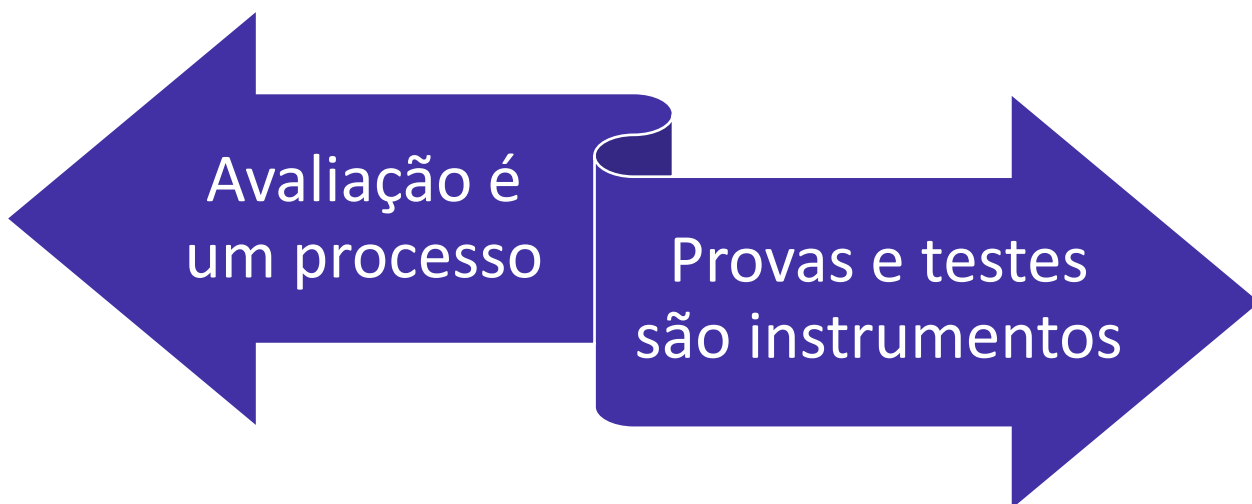 Avaliação é
um processo
Provas e testes
são instrumentos